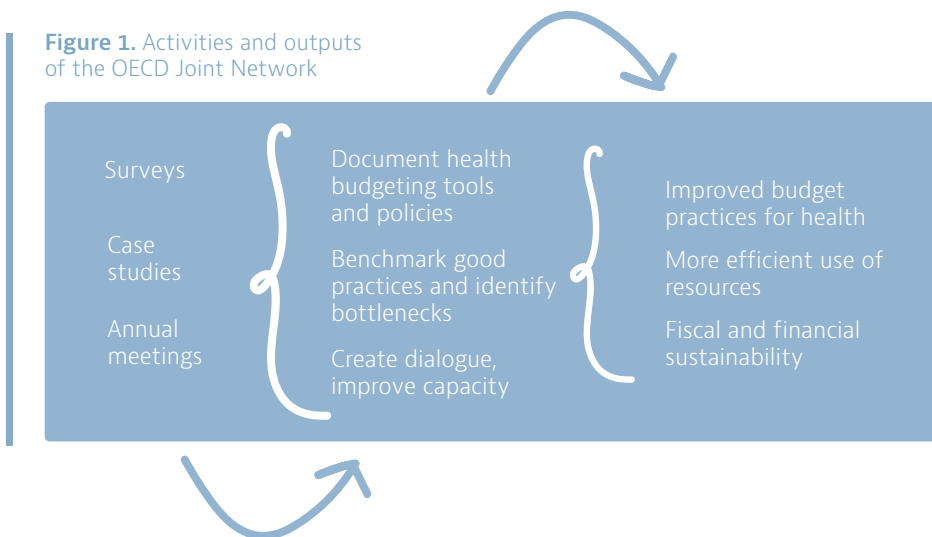 Figure 1. Activities and outputs
of the OECD Joint Network
Surveys
Case
studies
Annual
meetings
Document health
budgeting tools
and policies
Benchmark good
practices and identify
bottlenecks
Create dialogue,
improve capacity
Improved budget
practices for health
More efficient use of
resources
Fiscal and financial
sustainability